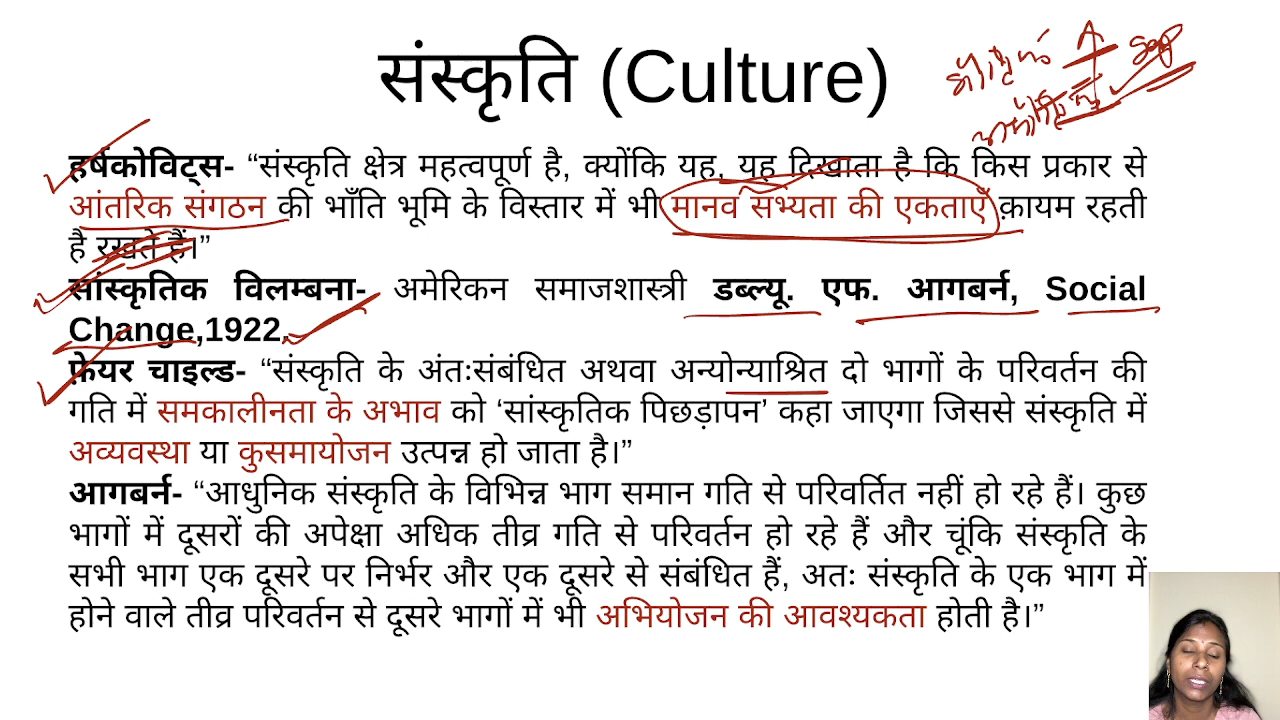 संस्कृति (Culture)
हर्षकोविट्स- “संस्कृति क्षेत्र महत्वपूर्ण है, क्योंकि यह, यह दिखाता है कि किस प्रकार से
आंतरिक संगठन की भाँति भूमि के विस्तार में भी मानव सभ्यता की एकताएँ क़ायम रहती
है रखते हैं।”
सांस्कृतिक विलम्बना- अमेरिकन समाजशास्त्री डब्ल्यू. एफ. आगबर्न, Social
Change,1922,
फ़ेयर चाइल्ड- “संस्कृति के अंतःसंबंधित अथवा अन्योन्याश्रित दो भागों के परिवर्तन की
गति में समकालीनता के अभाव को ‘सांस्कृतिक पिछड़ापन’ कहा जाएगा जिससे संस्कृति में
अव्यवस्था या कुसमायोजन उत्पन्न हो जाता है।”
आगबर्न- “आधुनिक संस्कृति के विभिन्न भाग समान गति से परिवर्तित नहीं हो रहे हैं। कुछ
भागों में दूसरों की अपेक्षा अधिक तीव्र गति से परिवर्तन हो रहे हैं और चूंकि संस्कृति के
सभी भाग एक दूसरे पर निर्भर और एक दूसरे से संबंधित हैं, अतः संस्कृति के एक भाग में
होने वाले तीव्र परिवर्तन से दूसरे भागों में भी अभियोजन की आवश्यकता होती है।”